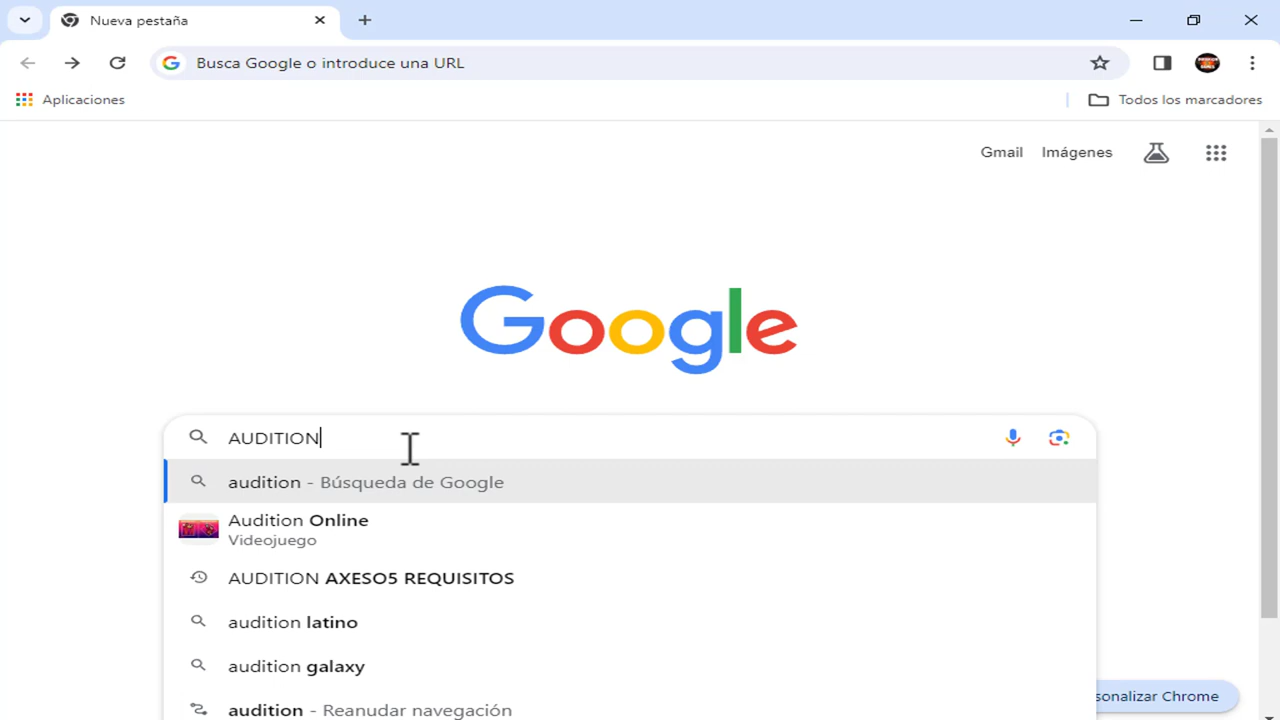 Nueva pestaña
Busca Google o introduce una URL
Aplicaciones
Todos los marcadores
Gmail Imágenes
Google
AUDITION
audition - Búsqueda de Google
Audition Online
Videojuego
AUDITION AXESO5 REQUISITOS
audition latino
audition galaxy
audition - Reanudar navegación
sonalizar Chrome